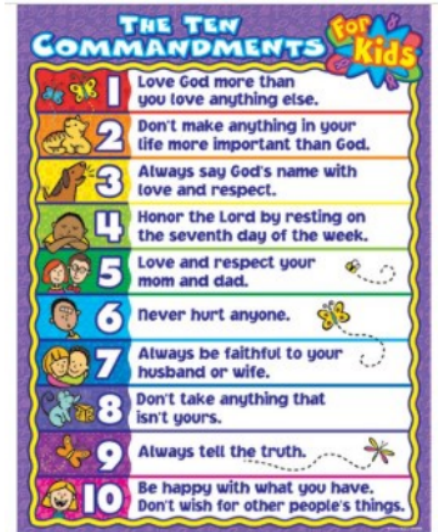 THE TEN
COMMANDMENTS
For
Kids
1 Love God more than
you love anything else.
2 Don't make anything in your
life more important than God.
3 Always say God's name with
love and respect.
4 Honor the Lord by resting on
the seventh day of the week.
5 Love and respect your
mom and dad.
6 Never hurt anyone.
7 Always be faithful to your
husband or wife.
8 Don't take anything that
isn't yours.
9 Always tell the truth.
10 Be happy with what you have.
Don't wish for other people's things.